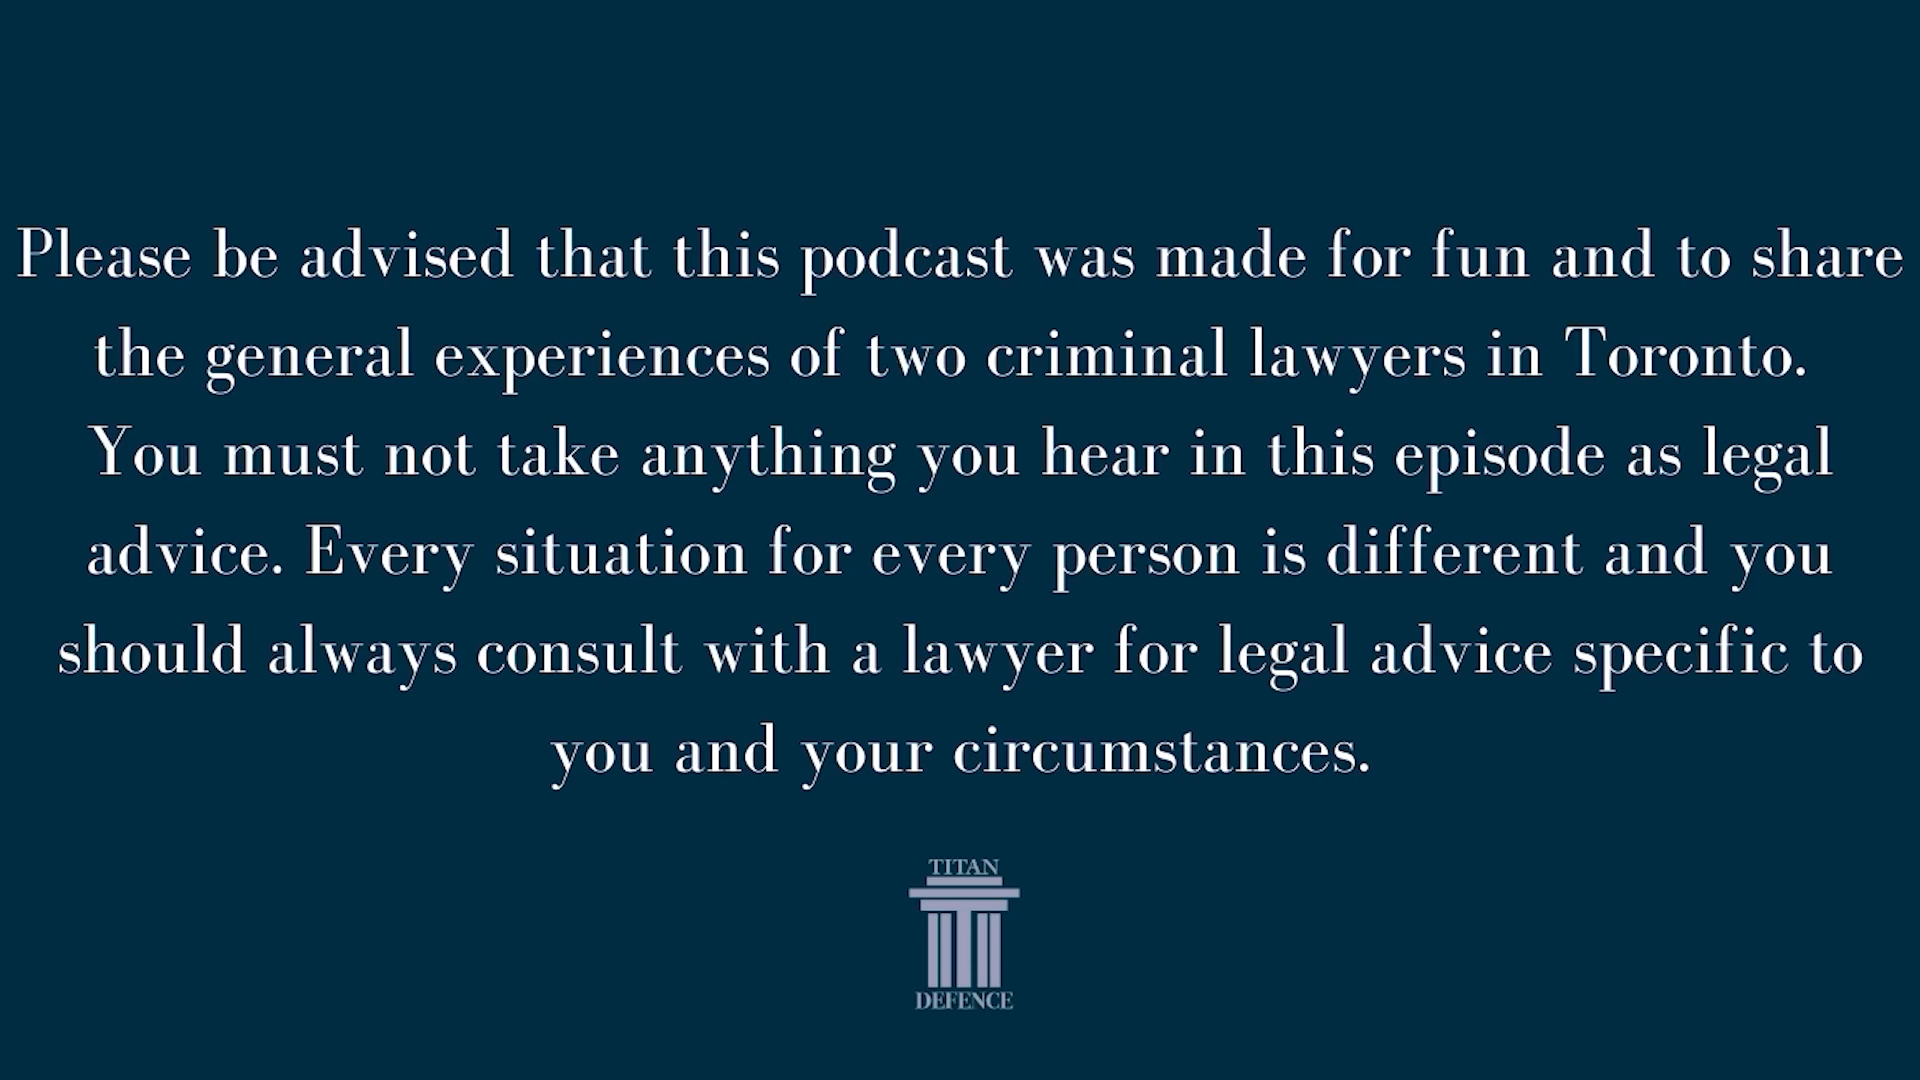 Please be advised that this podcast was made for fun and to share
the general experiences of two criminal lawyers in Toronto.
You must not take anything you hear in this episode as legal
advice. Every situation for every person is different and you
should always consult with a lawyer for legal advice specific to
you and your circumstances.
TITAN
DEFENCE